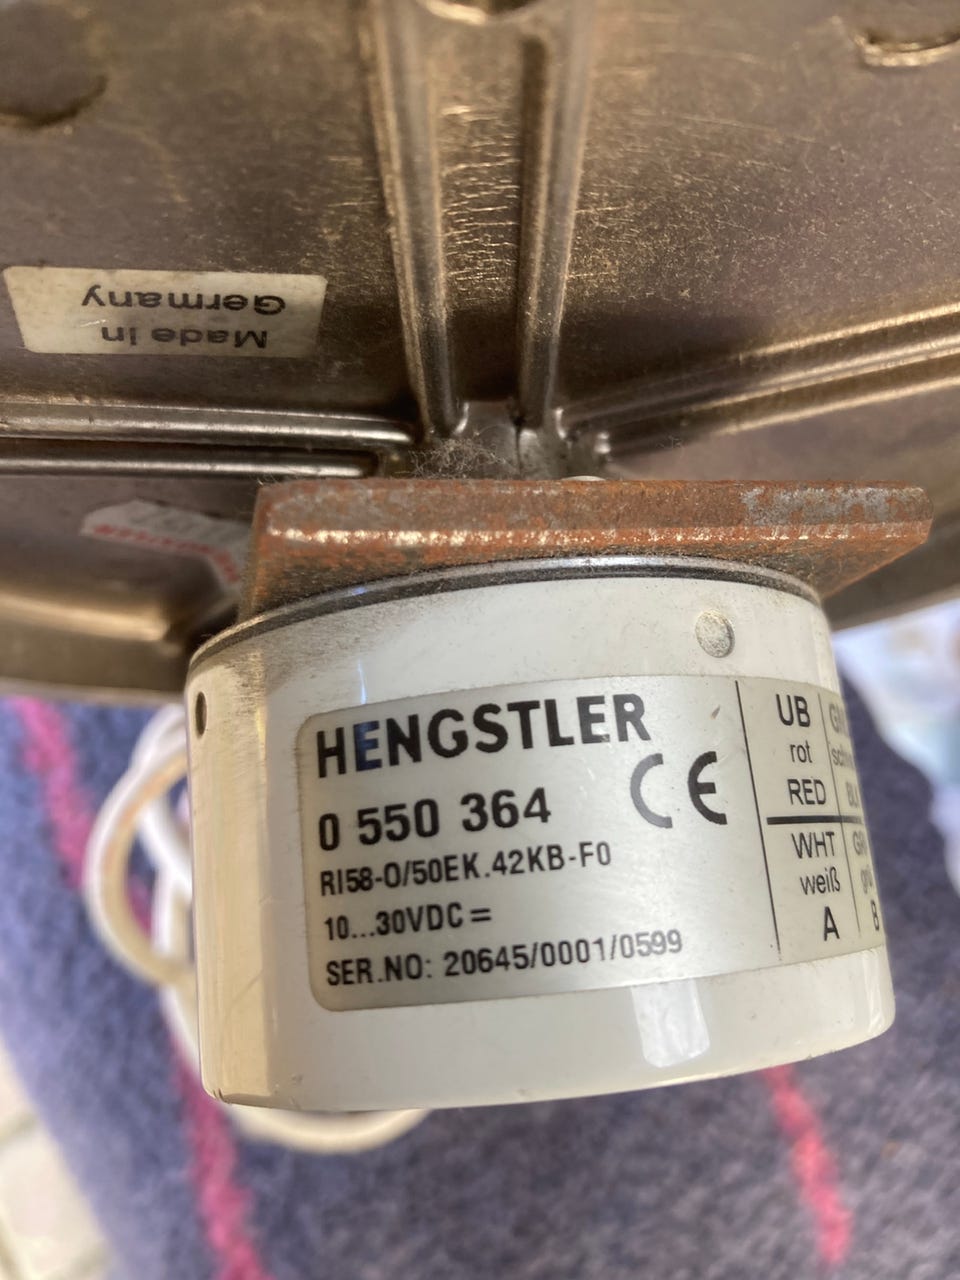 Made in
Germany
HENGSTLER
CE
0 550 364
RI58-O/50EK.42KB-F0
10...30VDC =
SER.NO: 20645/0001/0599
UB
rot
RED
WHT
weiß
A
B